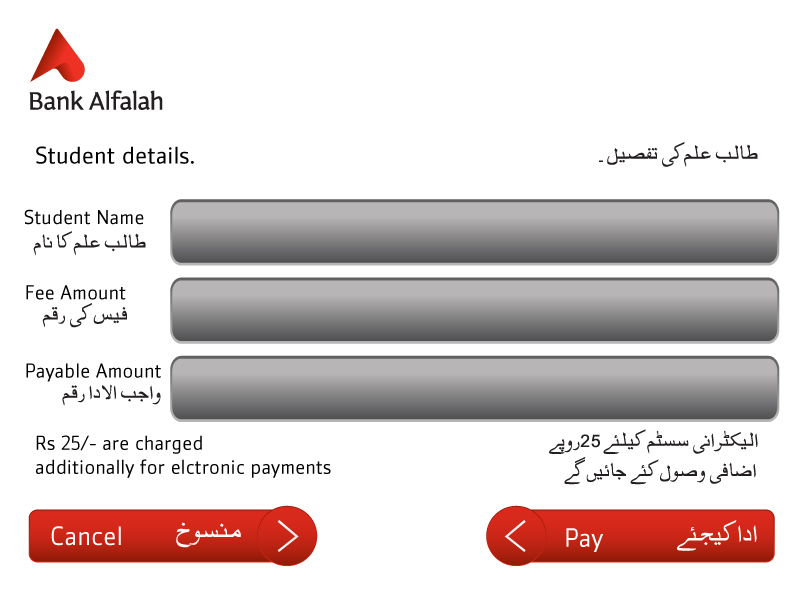 Bank Alfalah
Student details.
طالب علم کی تفصیل۔
Student Name
طالب علم کا نام
Fee Amount
فیس کی رقم
Payable Amount
واجب الادا رقم
Rs 25/- are charged
additionally for elctronic payments
الیکٹرانی سسٹم کیلئے 25روپے
اضافی وصول کئے جائیں گے
Cancel منسوخ
Pay ادا کیجئے